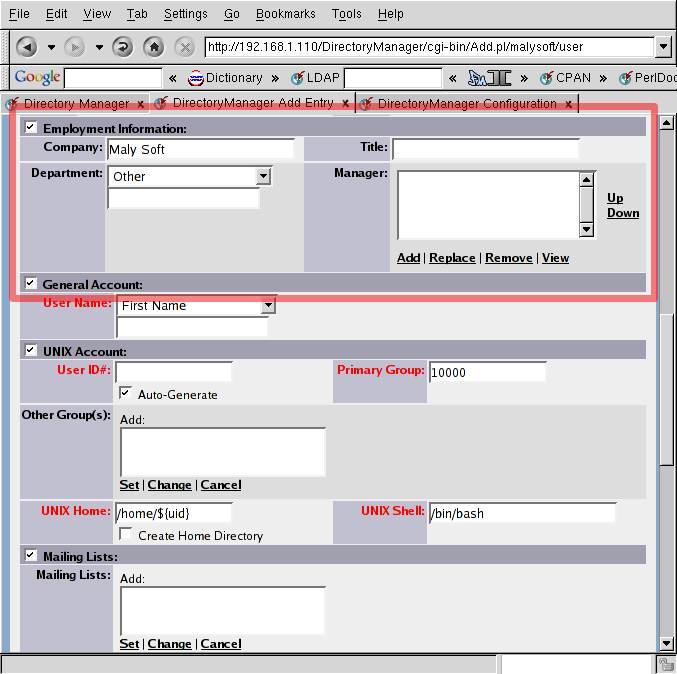 File Edit View Tab Settings Go Bookmarks Tools Help
http://192.168.1.110/DirectoryManager/cgi-bin/Add.pl/malysoft/user
Google « Dictionary » LDAP « » CPAN » PerlDoc
Directory Manager x DirectoryManager Add Entry x DirectoryManager Configuration x
Employment Information:
Company: Maly Soft Title:
Department: Other Manager:
Up
Down
Add | Replace | Remove | View
General Account:
User Name: First Name
UNIX Account:
User ID#: Primary Group: 10000
Auto-Generate
Other Group(s): Add:
Set | Change | Cancel
UNIX Home: /home/${uid} UNIX Shell: /bin/bash
Create Home Directory
Mailing Lists:
Mailing Lists: Add:
Set | Change | Cancel